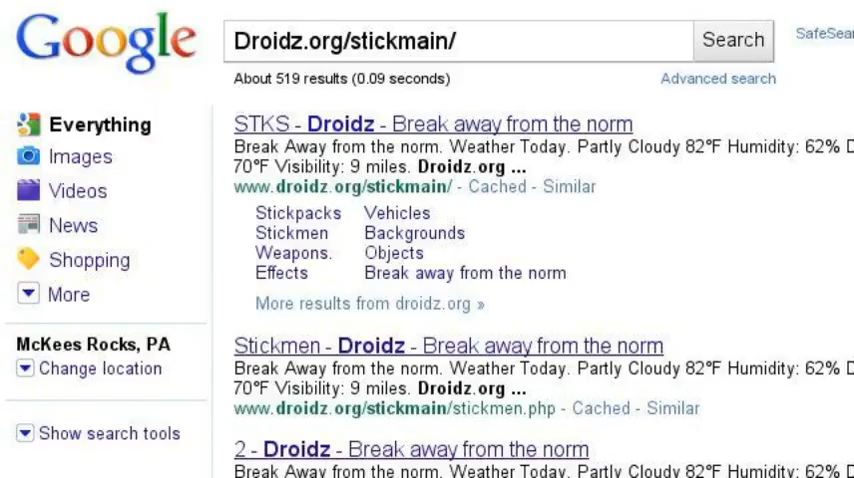 Google
Droidz.org/stickmain/
Search
SafeSear
About 519 results (0.09 seconds)
Advanced search
Everything
Images
Videos
News
Shopping
More
McKees Rocks, PA
Change location
Show search tools
STKS - Droidz - Break away from the norm
Break Away from the norm. Weather Today. Partly Cloudy 82°F Humidity: 62% D
70°F Visibility: 9 miles. Droidz.org ...
www.droidz.org/stickmain/ - Cached - Similar
Stickpacks Vehicles
Stickmen Backgrounds
Weapons. Objects
Effects Break away from the norm
More results from droidz.org »
Stickmen - Droidz - Break away from the norm
Break Away from the norm. Weather Today. Partly Cloudy 82°F Humidity: 62% D
70°F Visibility: 9 miles. Droidz.org ...
www.droidz.org/stickmain/stickmen.php - Cached - Similar
2 - Droidz - Break away from the norm
Break Away from the norm. Weather Today. Partly Cloudy 82°F Humidity: 62% D